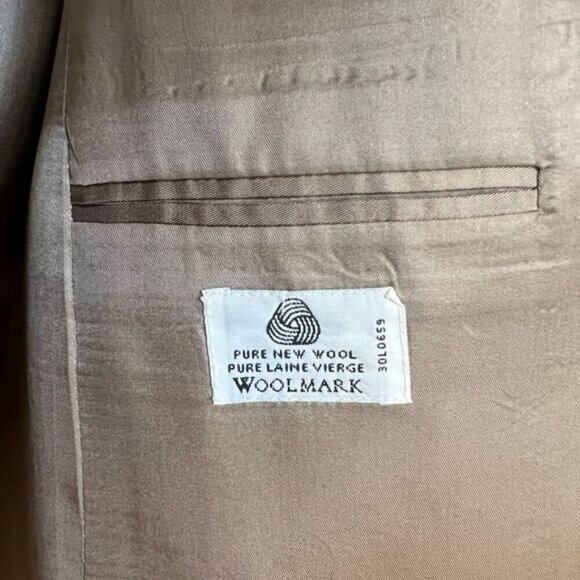 PURE NEW WOOL
PURE LAINE VIERGE
WOOLMARK
30L0659